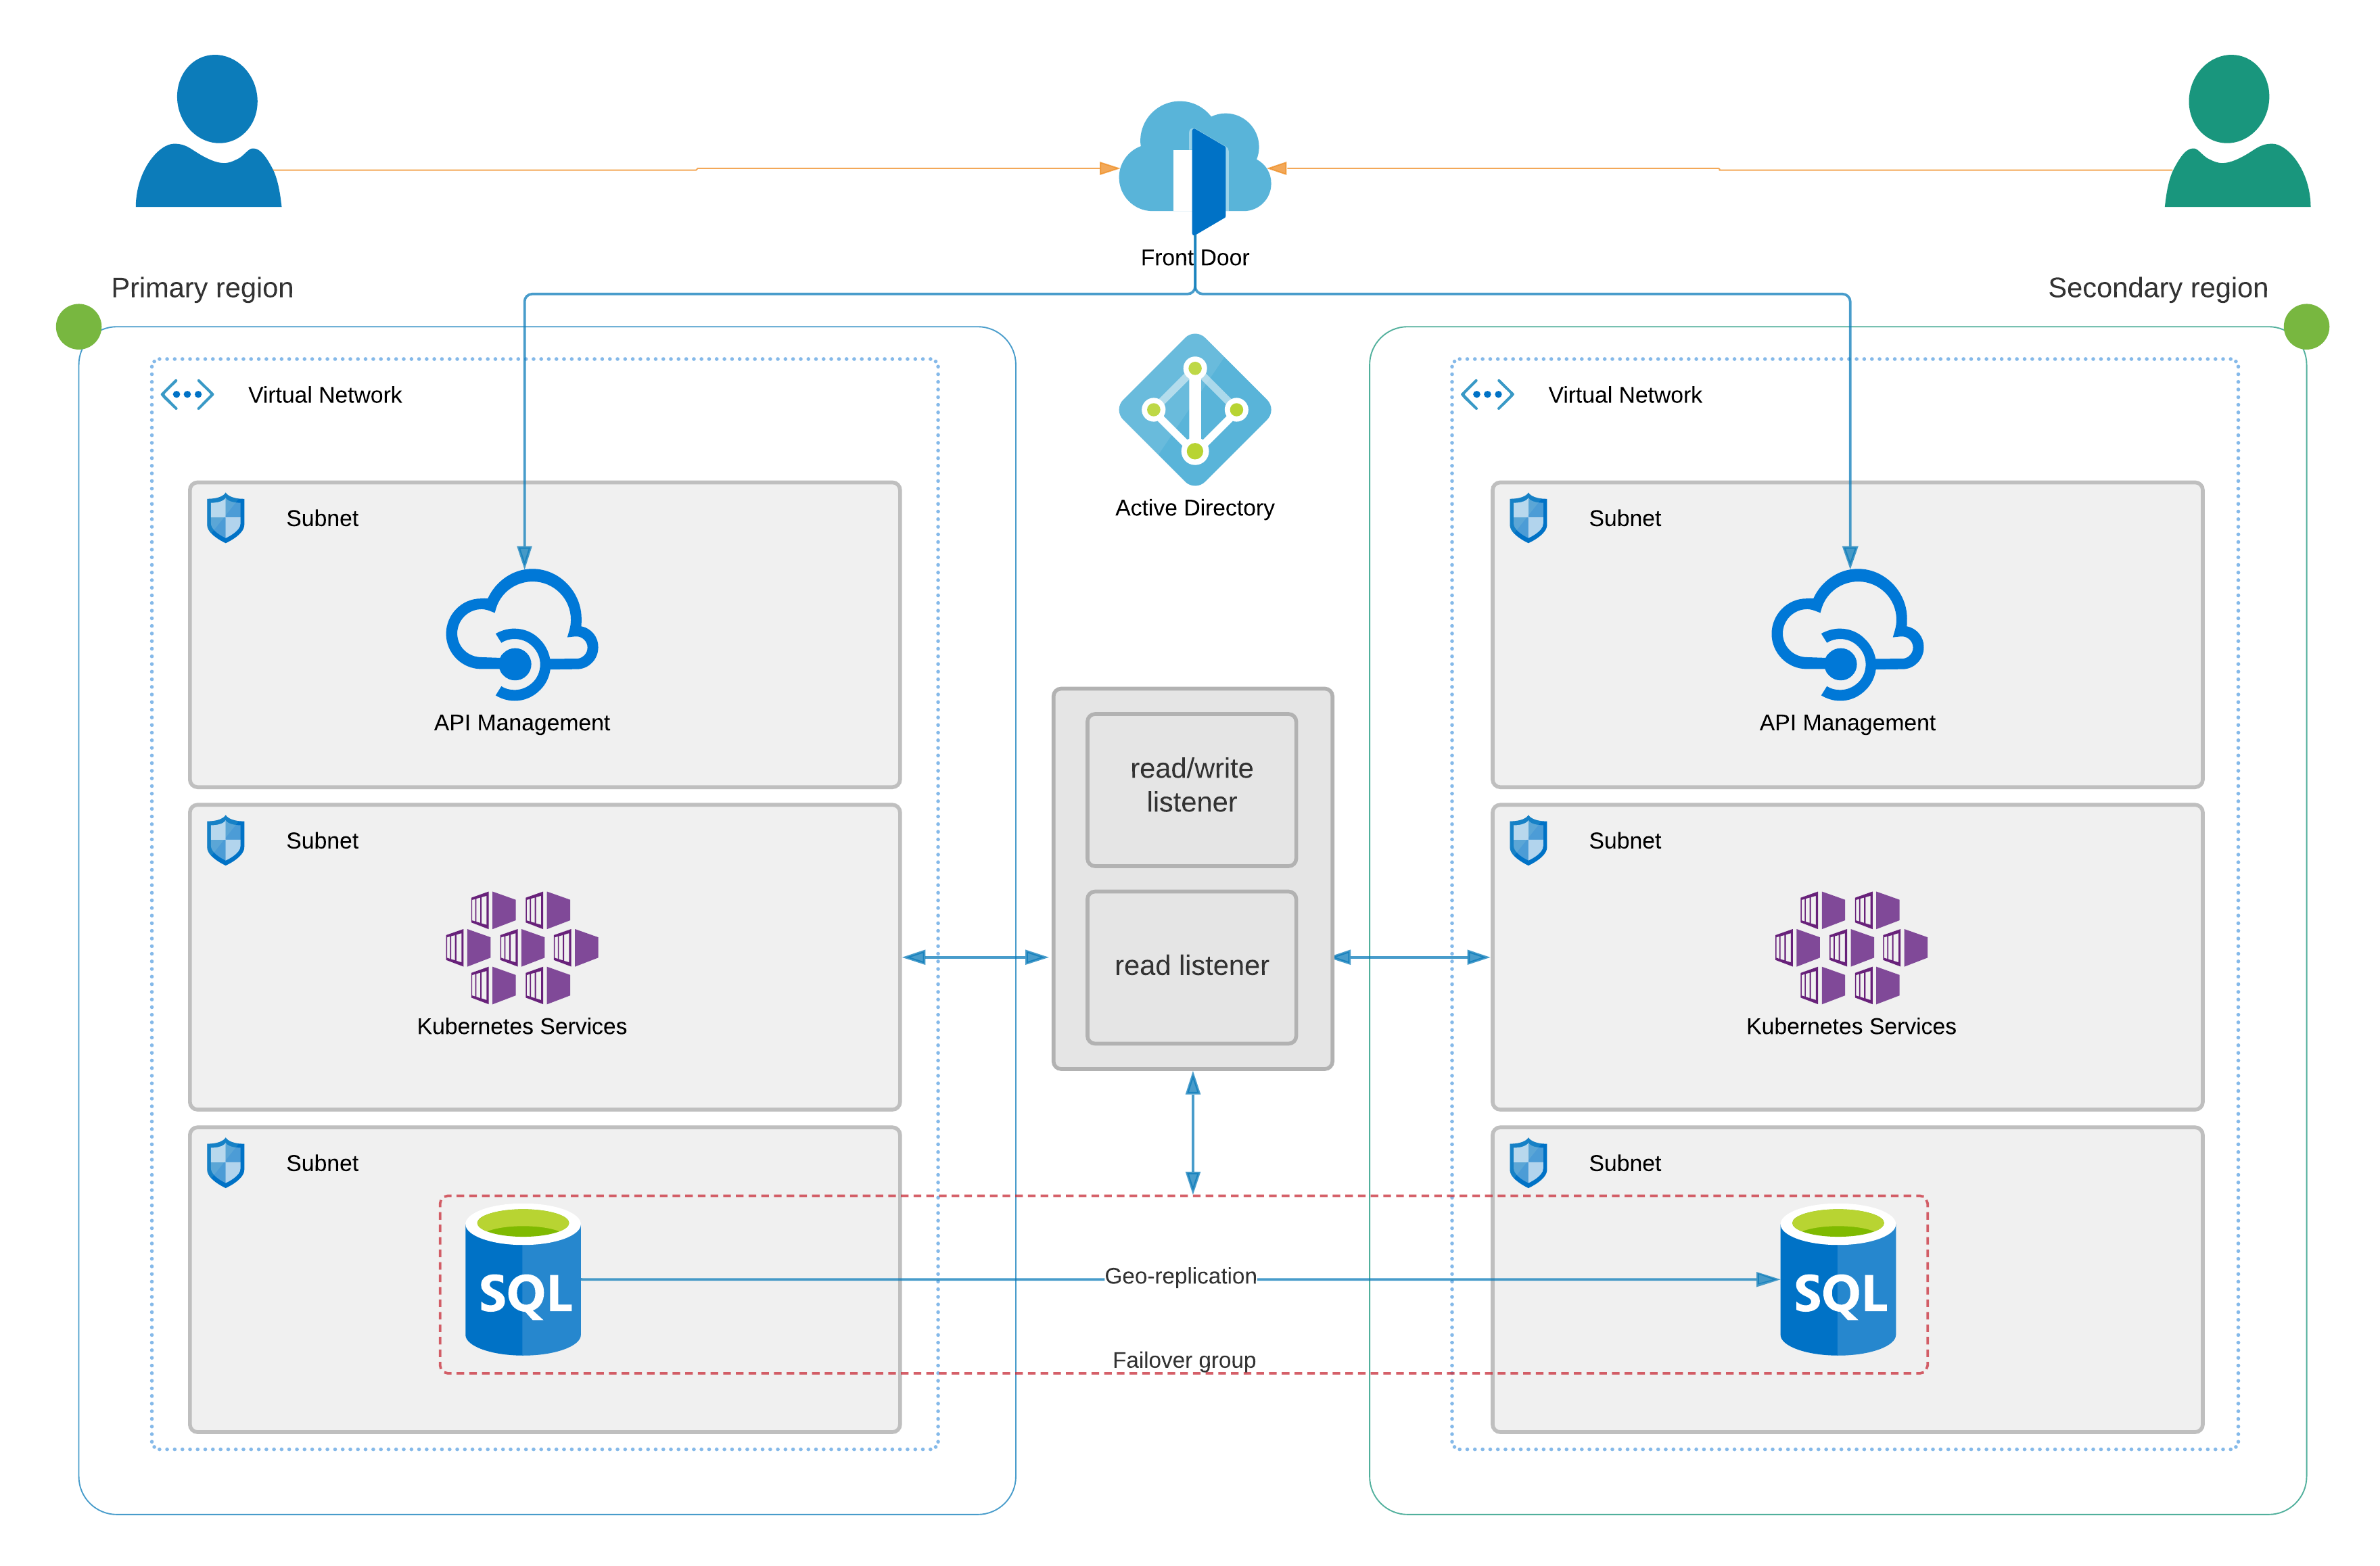 Front Door
Primary region
Secondary region
Virtual Network
Virtual Network
Active Directory
Subnet
Subnet
API Management
API Management
read/write
listener
Subnet
Subnet
read listener
Kubernetes Services
Kubernetes Services
Subnet
Subnet
SQL
Geo-replication
SQL
Failover group